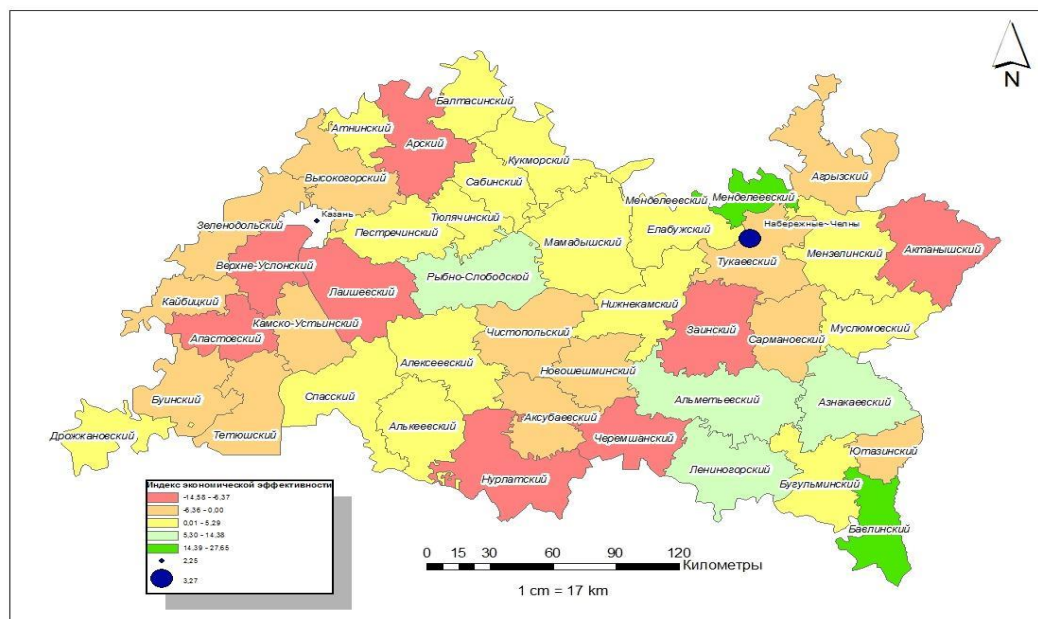 N
Балтасинский
Атнинский
Арский
Кукморский
Высокогорский
Сабинский
Агрызский
Менделеевский
Менделеевский
Казань
Тюлячинский
Зеленодольский
Пестречинский
Елабужский
Набережные-Челны
Мамадышский
Актанышский
Мензелинский
Тукаевский
Верхне-Услонский
Рыбно-Слободской
Лаишевский
Кайбицкий
Нижнекамский
Камско-Устьинский
Чистопольский
Заинский
Муслюмовский
Апастовский
Сармановский
Алексеевский
Новошешминский
Спасский
Буинский
Альметьевский
Азнакаевский
Аксубаевский
Алькеевский
Дрожжановский
Тетюшский
Черемшанский
Ютазинский
Лениногорский
Нурлатский
Бугульминский
Бавлинский
Индекс экономической эффективности
-14,58 - -6,37
-6,36 - 0,00
0,01 - 5,29
5,30 - 14,38
14,39 - 27,65
2,25
3,27
0 15 30 60 90 120
Километры
1 cm = 17 km